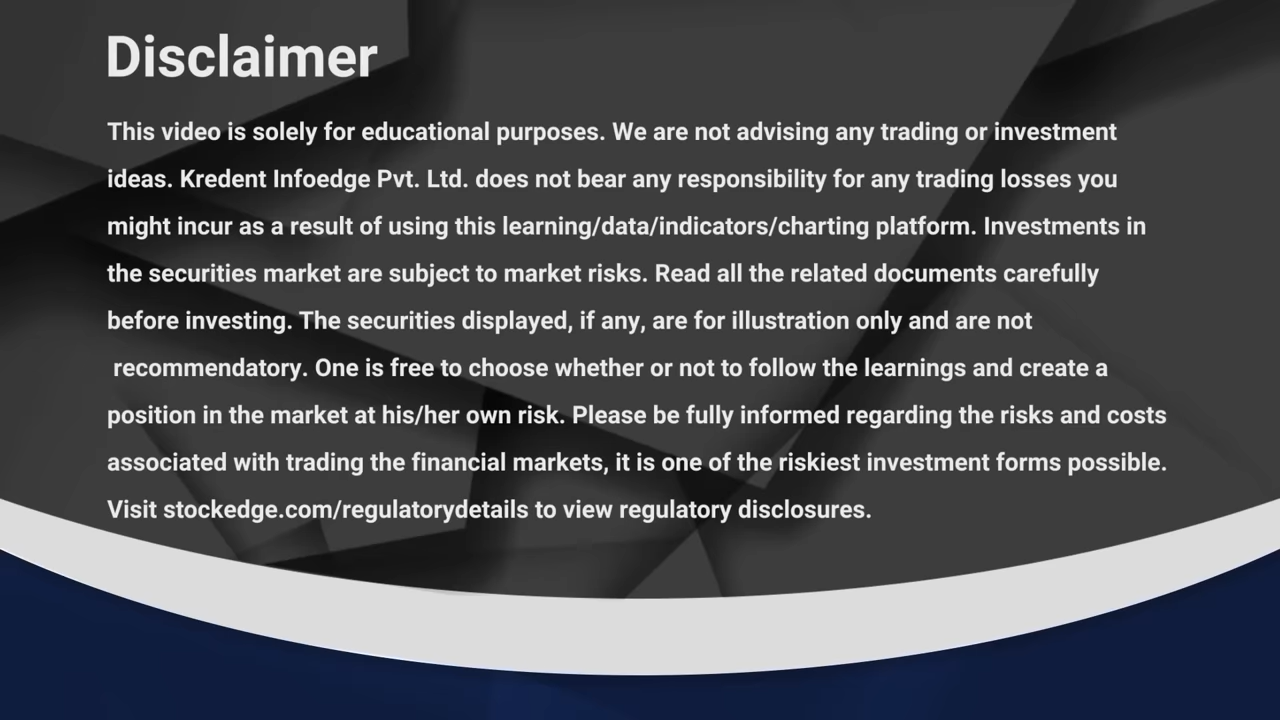 Disclaimer
This video is solely for educational purposes. We are not advising any trading or investment
ideas. Kredent Infoedge Pvt. Ltd. does not bear any responsibility for any trading losses you
might incur as a result of using this learning/data/indicators/charting platform. Investments in
the securities market are subject to market risks. Read all the related documents carefully
before investing. The securities displayed, if any, are for illustration only and are not
recommendatory. One is free to choose whether or not to follow the learnings and create a
position in the market at his/her own risk. Please be fully informed regarding the risks and costs
associated with trading the financial markets, it is one of the riskiest investment forms possible.
Visit stockedge.com/regulatorydetails to view regulatory disclosures.